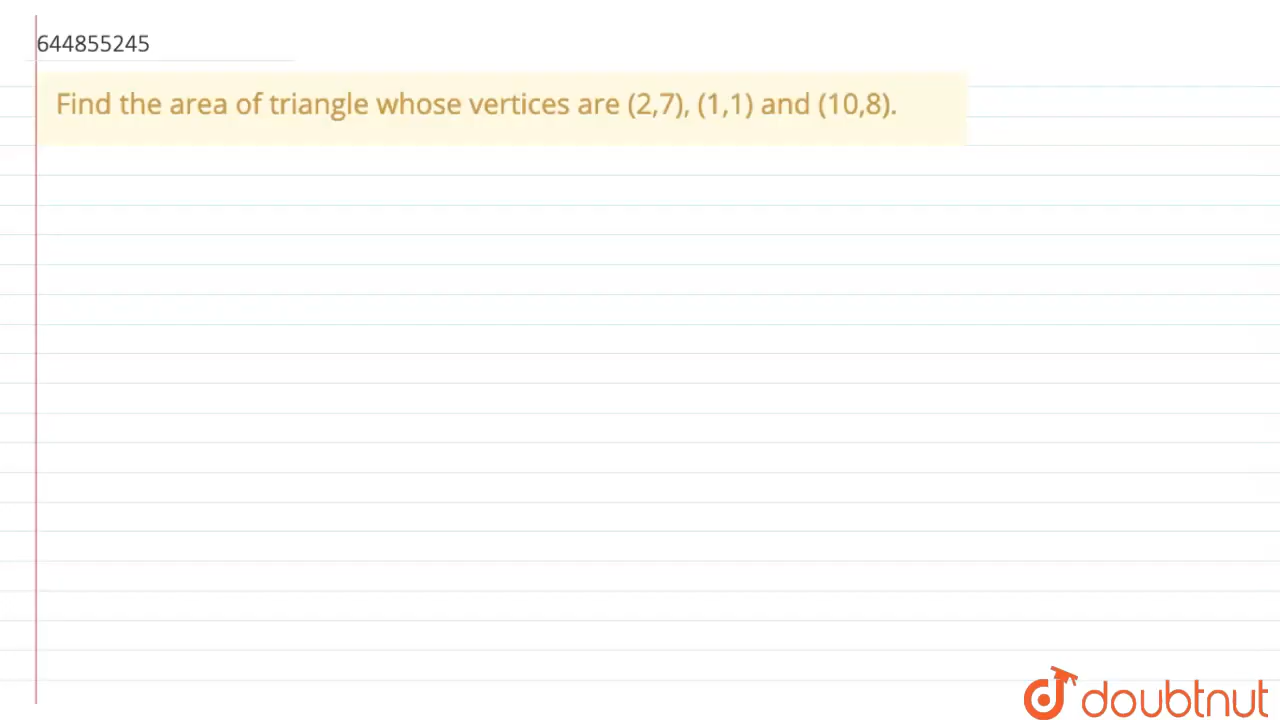 644855245
Find the area of triangle whose vertices are (2,7), (1,1) and (10,8).
doubtnut